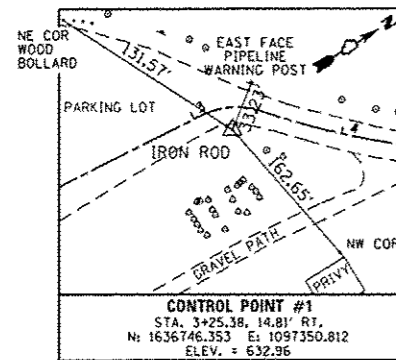 NE COR
WOOD
BOLLARD
131.57'
EAST FACE
PIPELINE
WARNING POST
N
33.23'
PARKING LOT
L4
IRON ROD
162.65'
GRAVEL PATH
NW COR
PRIVY
CONTROL POINT #1
STA. 3+25.38, 14.81' RT.
N: 1636746.353 E: 1097350.812
ELEV. = 632.96